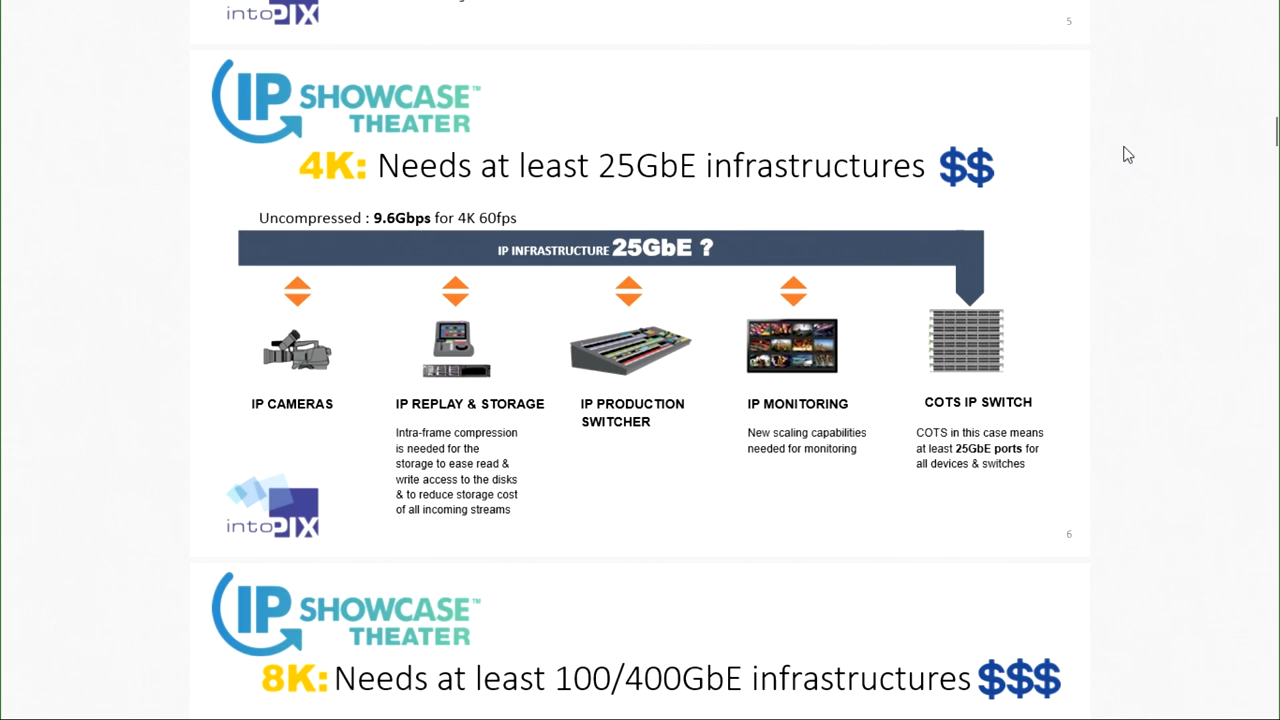 intoPIX
5
IP SHOWCASE™
THEATER
4K: Needs at least 25GbE infrastructures $$
Uncompressed : 9.6Gbps for 4K 60fps
IP INFRASTRUCTURE 25GbE ?
IP CAMERAS
IP REPLAY & STORAGE
Intra-frame compression
is needed for the
storage to ease read &
write access to the disks
& to reduce storage cost
of all incoming streams
IP PRODUCTION
SWITCHER
IP MONITORING
New scaling capabilities
needed for monitoring
COTS IP SWITCH
COTS in this case means
at least 25GbE ports for
all devices & switches
intoPIX
6
IP SHOWCASE™
THEATER
8K: Needs at least 100/400GbE infrastructures $$$